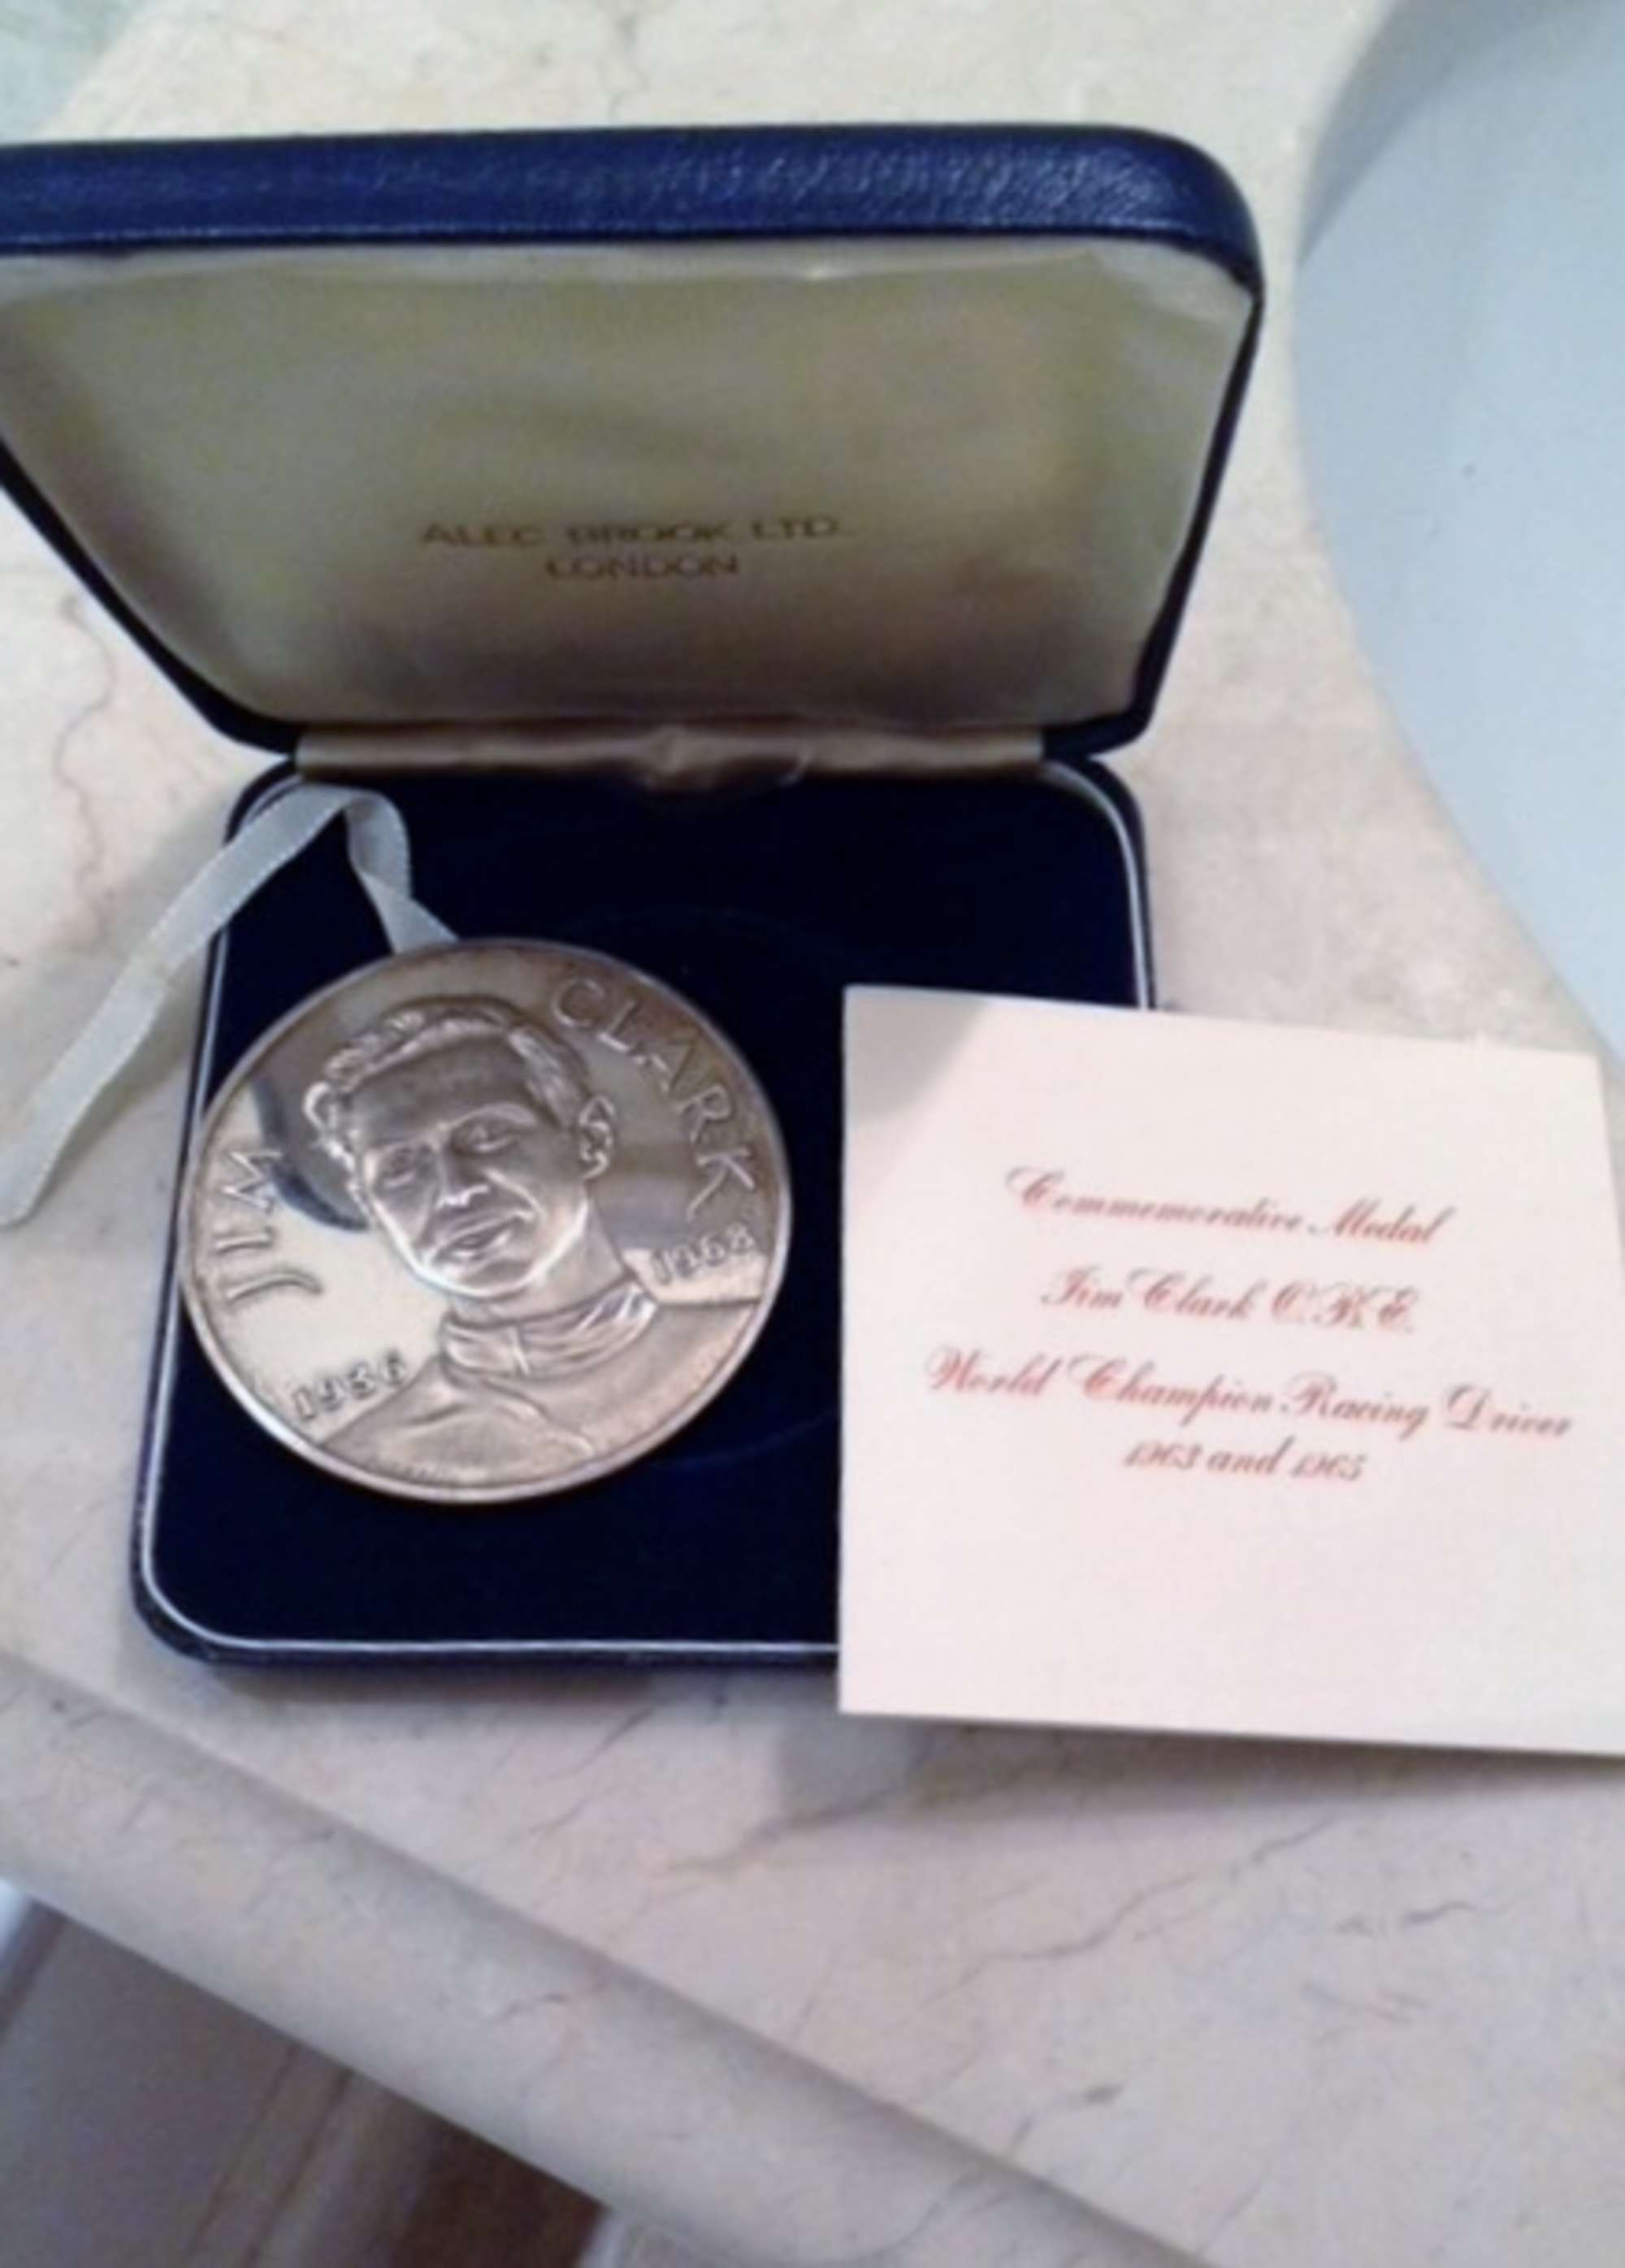 ALEC BROOK LTD.
LONDON
JIM CLARK
1936 1968
Commemorative Medal
Jim Clark O.B.E.
World Champion Racing Driver
1963 and 1965